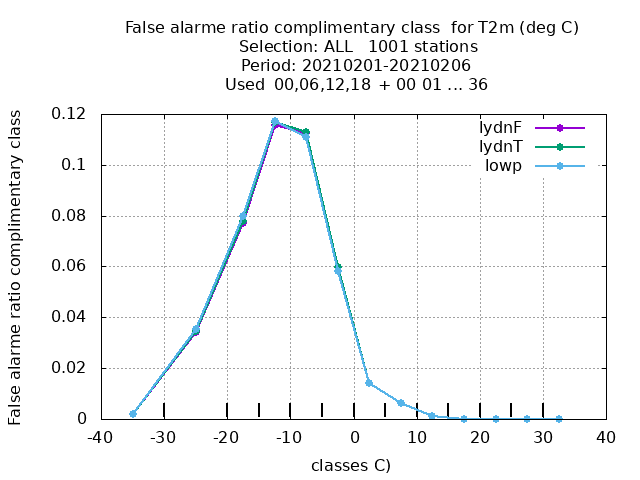 False alarme ratio complimentary class  for T2m (deg C)
Selection: ALL   1001 stations
Period: 20210201-20210206
Used  00,06,12,18 + 00 01 ... 36
False alarme ratio complimentary class
0.12
0.1
0.08
0.06
0.04
0.02
0
lydnF
lydnT
lowp
-40
-30
-20
-10
0
10
20
30
40
classes C)